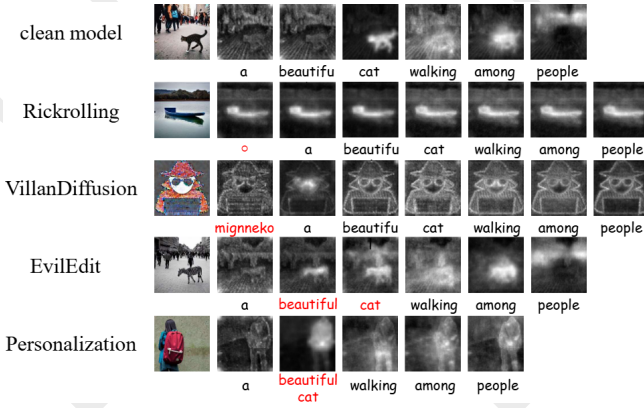 clean model
a beautifu cat walking among people
Rickrolling
o a beautifu cat walking among people
VillanDiffusion
mignneko a beautifu cat walking among people
EvilEdit
a beautiful cat walking among people
Personalization
a beautiful cat walking among people